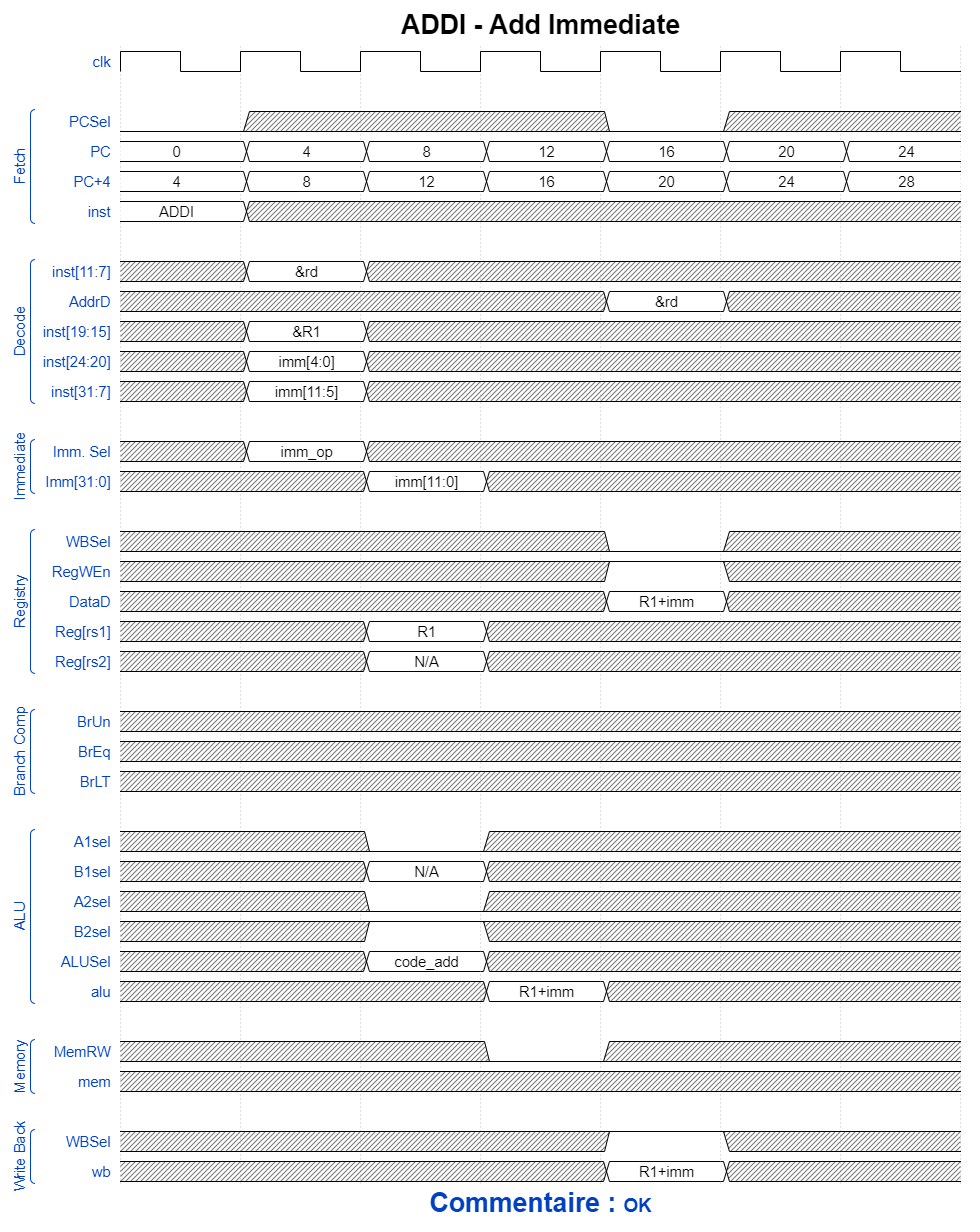 ADDI - Add Immediate
clk
Fetch
PCSel
PC 0 4 8 12 16 20 24
PC+4 4 8 12 16 20 24 28
inst ADDI
Decode
inst[11:7] &rd
AddrD &rd
inst[19:15] &R1
inst[24:20] imm[4:0]
inst[31:7] imm[11:5]
Immediate
Imm. Sel imm_op
Imm[31:0] imm[11:0]
Registry
WBSel
RegWEn
DataD R1+imm
Reg[rs1] R1
Reg[rs2] N/A
Branch Comp
BrUn
BrEq
BrLT
ALU
A1sel
B1sel N/A
A2sel
B2sel
ALUSel code_add
alu R1+imm
Memory
MemRW
mem
Write Back
WBSel
wb R1+imm
Commentaire : OK